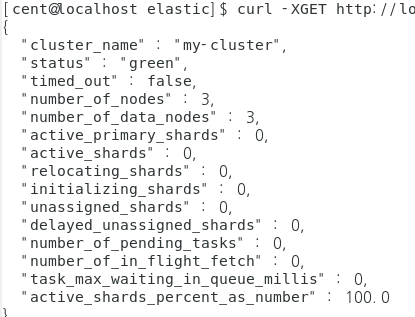 [cent@localhost elastic]$ curl -XGET http://lo
{
  "cluster_name" : "my-cluster",
  "status" : "green",
  "timed_out" : false,
  "number_of_nodes" : 3,
  "number_of_data_nodes" : 3,
  "active_primary_shards" : 0,
  "active_shards" : 0,
  "relocating_shards" : 0,
  "initializing_shards" : 0,
  "unassigned_shards" : 0,
  "delayed_unassigned_shards" : 0,
  "number_of_pending_tasks" : 0,
  "number_of_in_flight_fetch" : 0,
  "task_max_waiting_in_queue_millis" : 0,
  "active_shards_percent_as_number" : 100.0
}